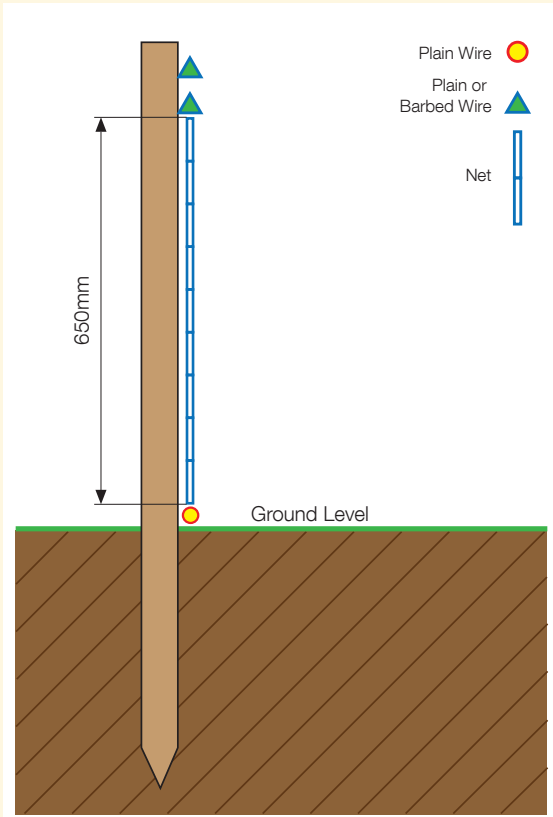 Plain Wire
Plain or
Barbed Wire
Net
650mm
Ground Level